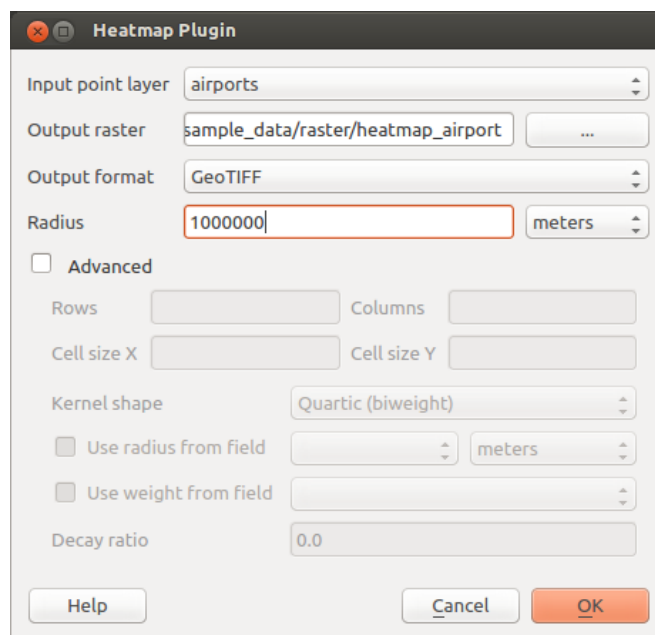 Heatmap Plugin
Input point layer airports
Output raster sample_data/raster/heatmap_airport ...
Output format GeoTIFF
Radius 1000000 meters
Advanced
Rows Columns
Cell size X Cell size Y
Kernel shape Quartic (biweight)
Use radius from field meters
Use weight from field
Decay ratio 0.0
Help Cancel OK